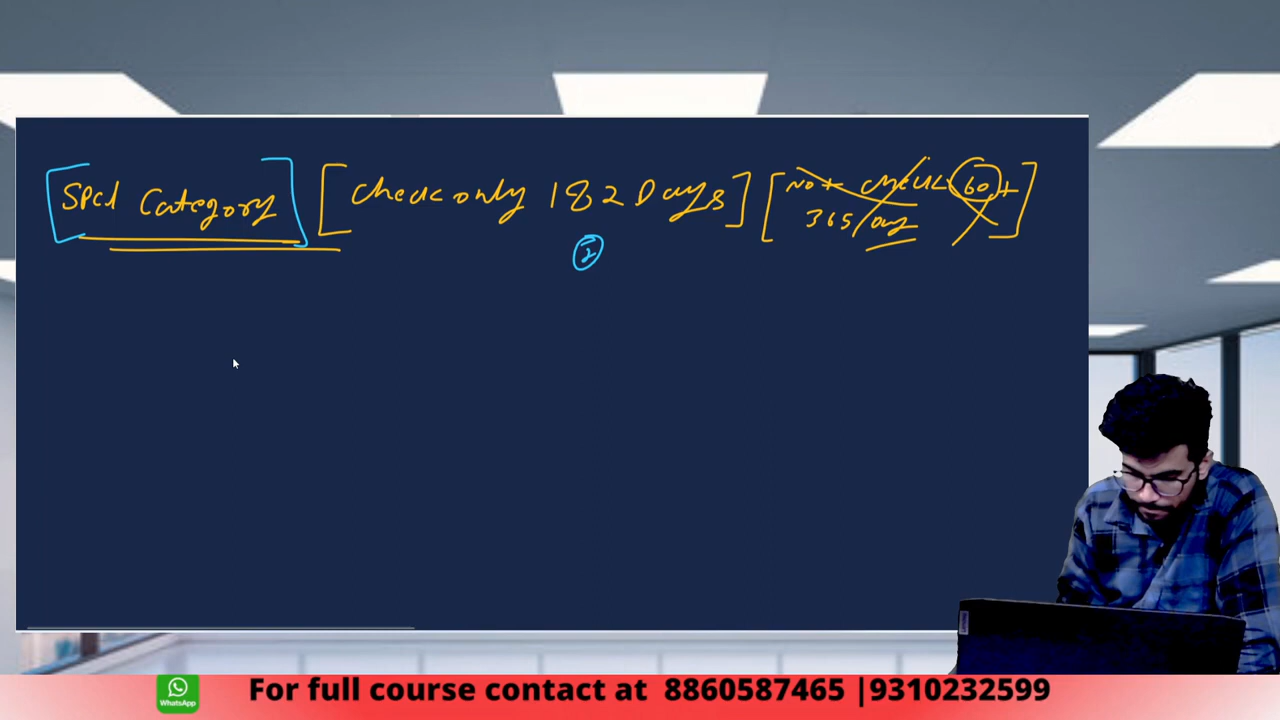 [Spcl Category] [check only 182 Days] [Not check 60 +
365/Day]
2
WhatsApp
For full course contact at 8860587465 |9310232599